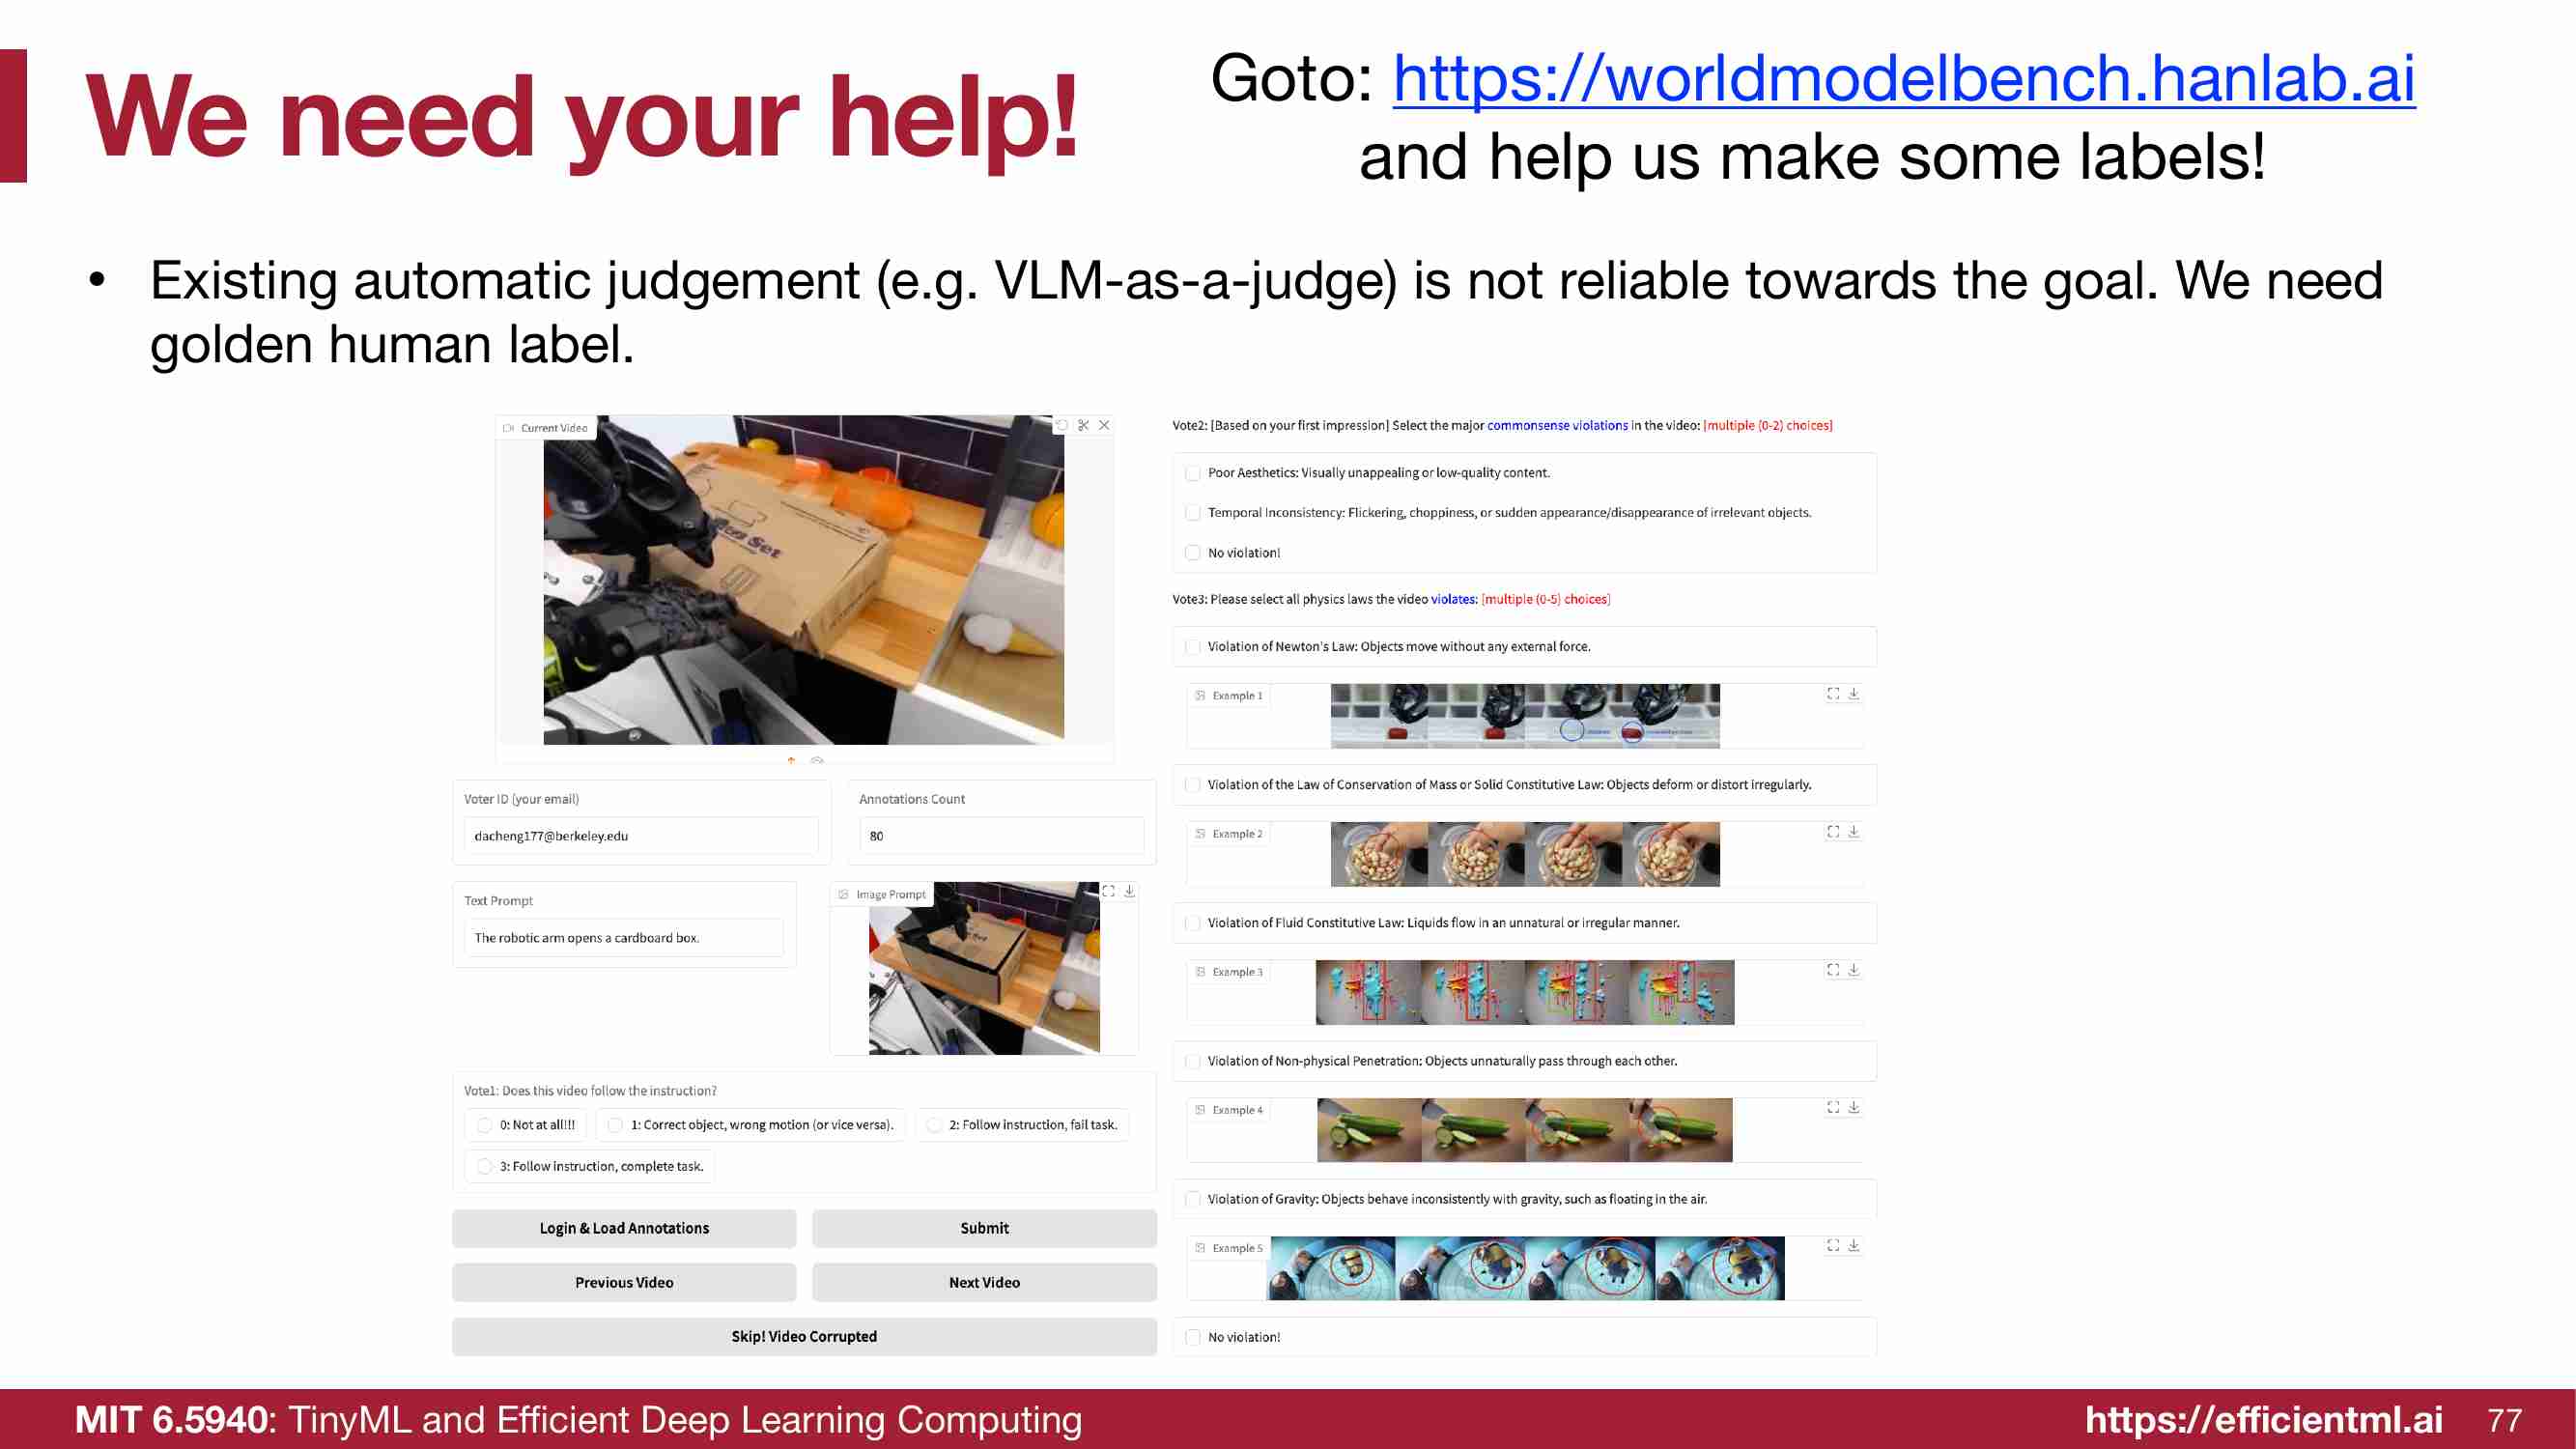 We need your help!
Goto: https://worldmodelbench.hanlab.ai
and help us make some labels!
• Existing automatic judgement (e.g. VLM-as-a-judge) is not reliable towards the goal. We need
golden human label.
Current Video
Voter ID (your email)
Annotations Count
dacheng177@berkeley.edu
80
Text Prompt
Image Prompt
The robotic arm opens a cardboard box.
Vote1: Does this video follow the instruction?
0: Not at all!!!
1: Correct object, wrong motion (or vice versa).
2: Follow instruction, fail task.
3: Follow instruction, complete task.
Login & Load Annotations
Submit
Previous Video
Next Video
Skip! Video Corrupted
Vote2: [Based on your first impression] Select the major commonsense violations in the video: [multiple (0-2) choices]
Poor Aesthetics: Visually unappealing or low-quality content.
Temporal Inconsistency: Flickering, choppiness, or sudden appearance/disappearance of irrelevant objects.
No violation!
Vote3: Please select all physics laws the video violates: [multiple (0-5) choices]
Violation of Newton's Law: Objects move without any external force.
Example 1
Violation of the Law of Conservation of Mass or Solid Constitutive Law: Objects deform or distort irregularly.
Example 2
Violation of Fluid Constitutive Law: Liquids flow in an unnatural or irregular manner.
Example 3
Violation of Non-physical Penetration: Objects unnaturally pass through each other.
Example 4
Violation of Gravity: Objects behave inconsistently with gravity, such as floating in the air.
Example 5
No violation!
MIT 6.5940: TinyML and Efficient Deep Learning Computing
https://efficientml.ai
77